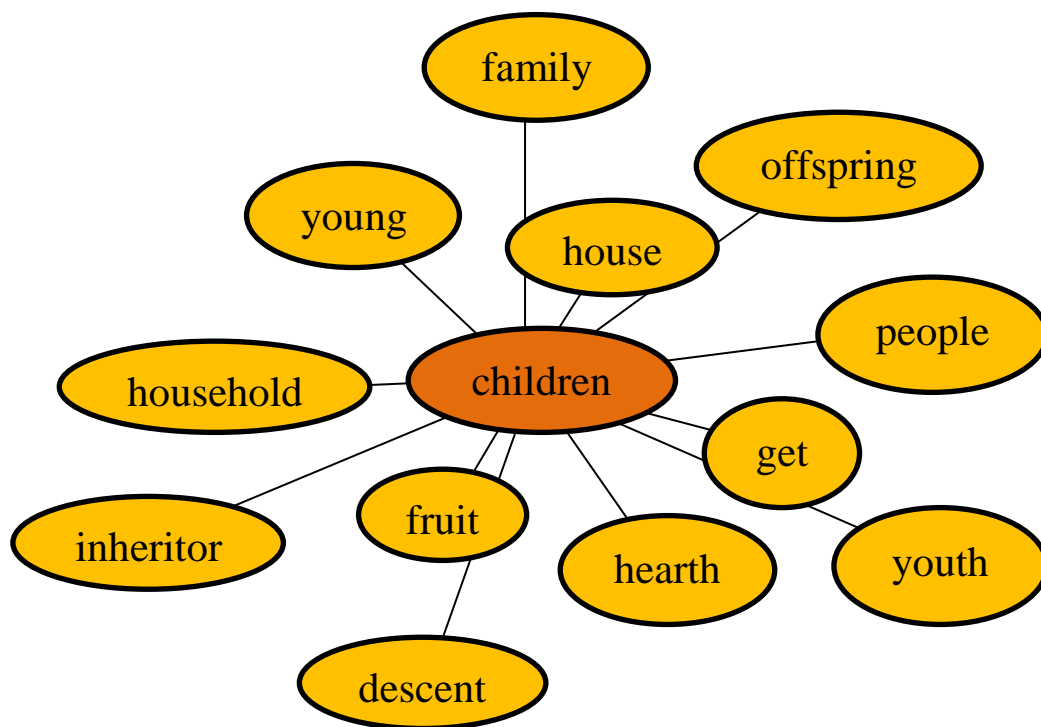 family
offspring
young
house
people
children
household
get
fruit
inheritor
hearth
youth
descent